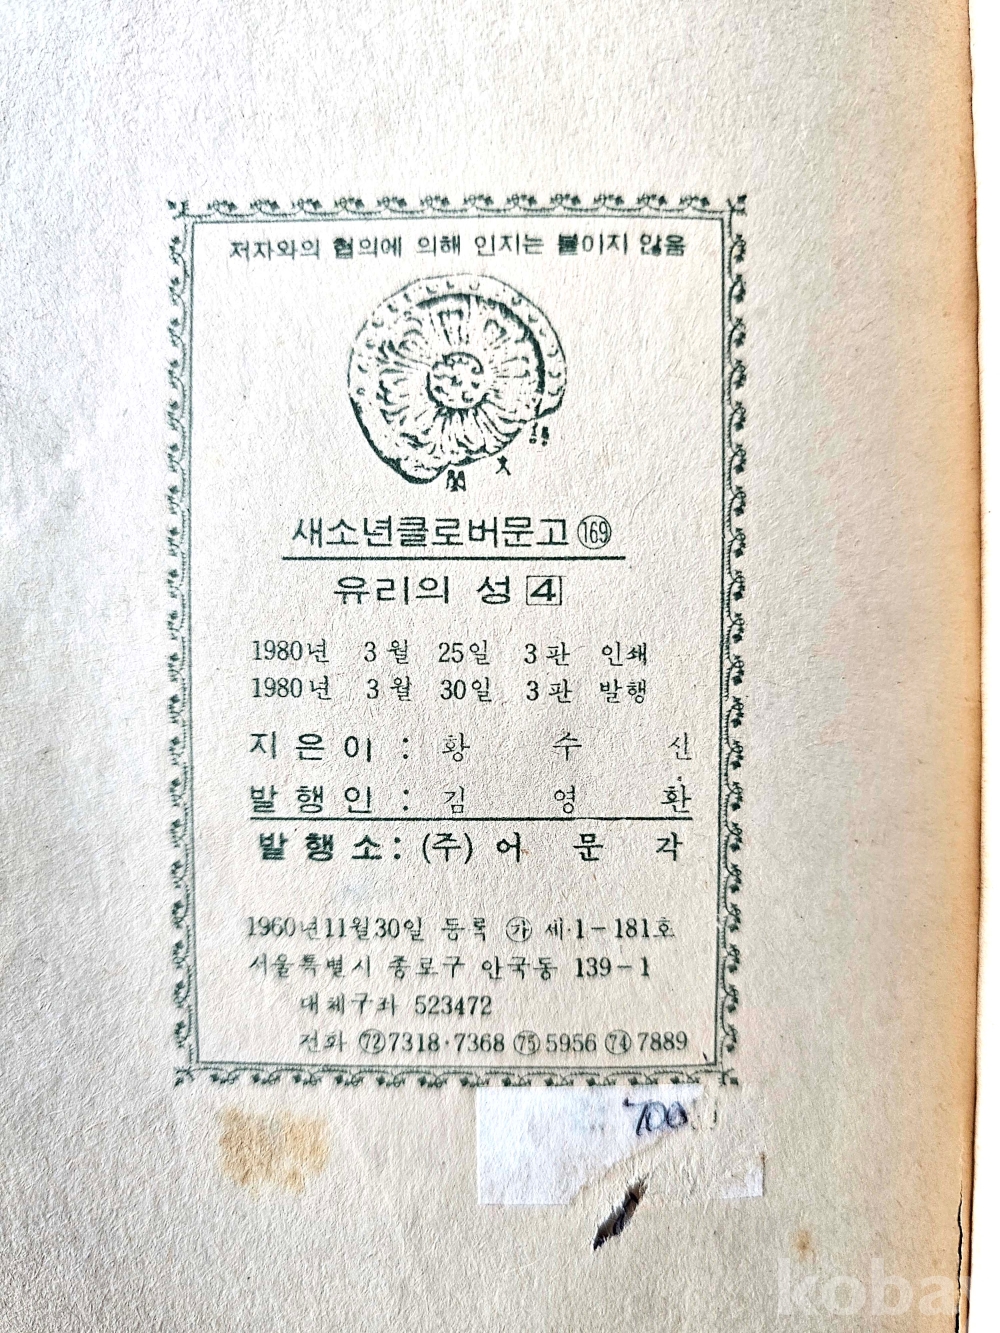 저자와의 협의에 의해 인지는 붙이지 않음
새소년클로버문고 169
유리의 성 4
1980년 3월 25일 3판 인쇄
1980년 3월 30일 3판 발행
지은이 : 황 수 신
발행인 : 김 영 환
발행소 : (주) 어 문 각
1960년 11월 30일 등록 ㉮ 세·1-181호
서울특별시 종로구 안국동 139-1
대체구좌 523472
전화 72 7318·7368 75 5956 74 7889
700
koba